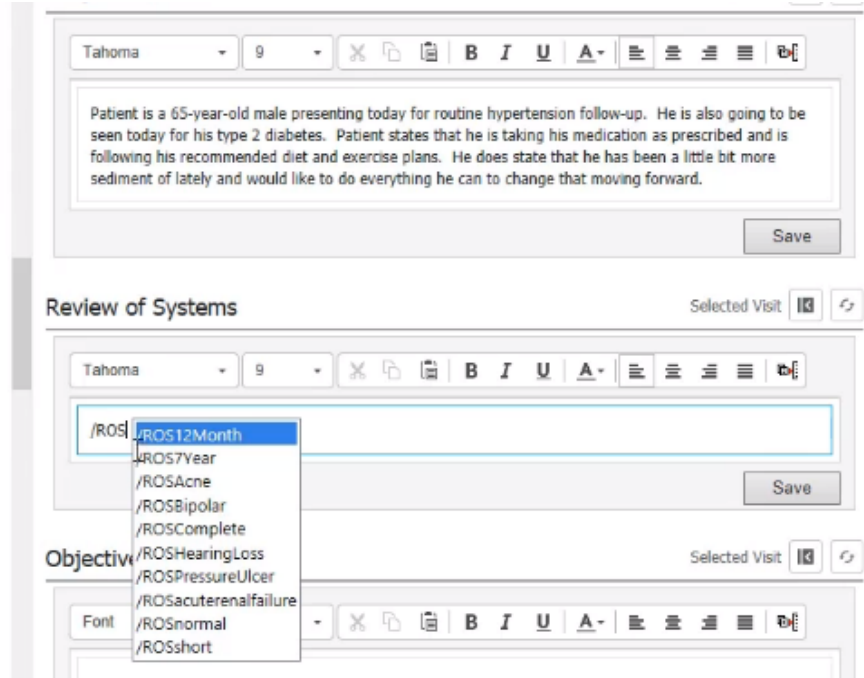 Tahoma 9 B I U A
Patient is a 65-year-old male presenting today for routine hypertension follow-up. He is also going to be
seen today for his type 2 diabetes. Patient states that he is taking his medication as prescribed and is
following his recommended diet and exercise plans. He does state that he has been a little bit more
sediment of lately and would like to do everything he can to change that moving forward.
Save
Review of Systems Selected Visit
Tahoma 9 B I U A
/ROS
/ROS12Month
/ROS7Year
/ROSAcne
/ROSBipolar
Save
/ROSComplete
Objective Selected Visit
/ROSHearingLoss
/ROSPressureUlcer
/ROSacuterenalfailure
Font B I U A
/ROSnormal
/ROSshort